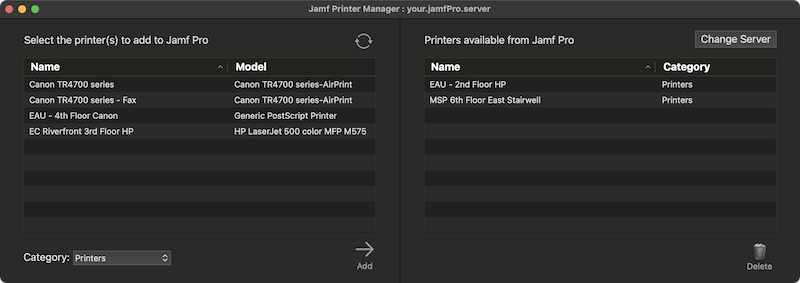 Jamf Printer Manager : your.jamfPro.server
Select the printer(s) to add to Jamf Pro
Name Model
Canon TR4700 series Canon TR4700 series-AirPrint
Canon TR4700 series - Fax Canon TR4700 series-AirPrint
EAU - 4th Floor Canon Generic PostScript Printer
EC Riverfront 3rd Floor HP HP LaserJet 500 color MFP M575
Category: Printers
Add
Printers available from Jamf Pro
Change Server
Name Category
EAU - 2nd Floor HP Printers
MSP 6th Floor East Stairwell Printers
Delete